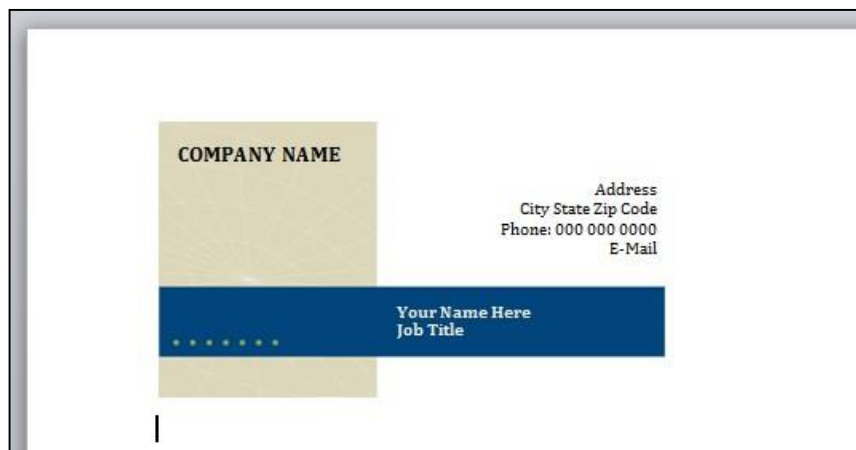 COMPANY NAME
Address
City State Zip Code
Phone: 000 000 0000
E-Mail
Your Name Here
Job Title